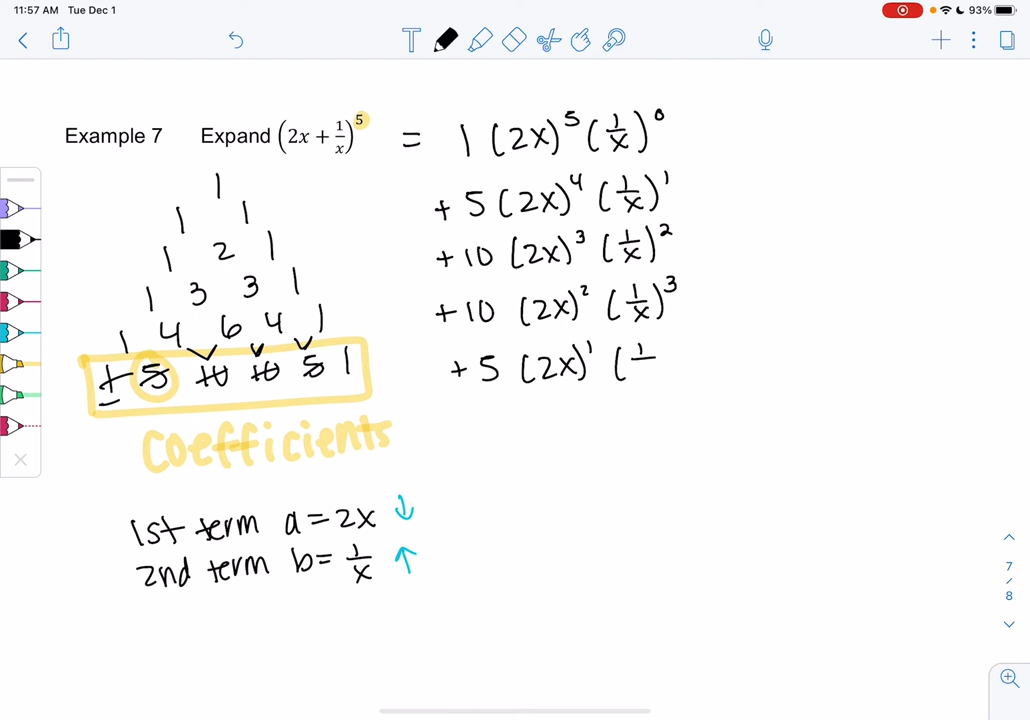 11:57 AM Tue Dec 1
93%
Example 7 Expand (2x + 1/x)^5 = 1 (2x)^5 (1/x)^0
+ 5 (2x)^4 (1/x)^1
+ 10 (2x)^3 (1/x)^2
+ 10 (2x)^2 (1/x)^3
+ 5 (2x)^1 (1
1
1 1
1 2 1
1 3 3 1
1 4 6 4 1
1 5 10 10 5 1
Coefficients
1st term a = 2x ↓
2nd term b = 1/x ↑
7
/
8